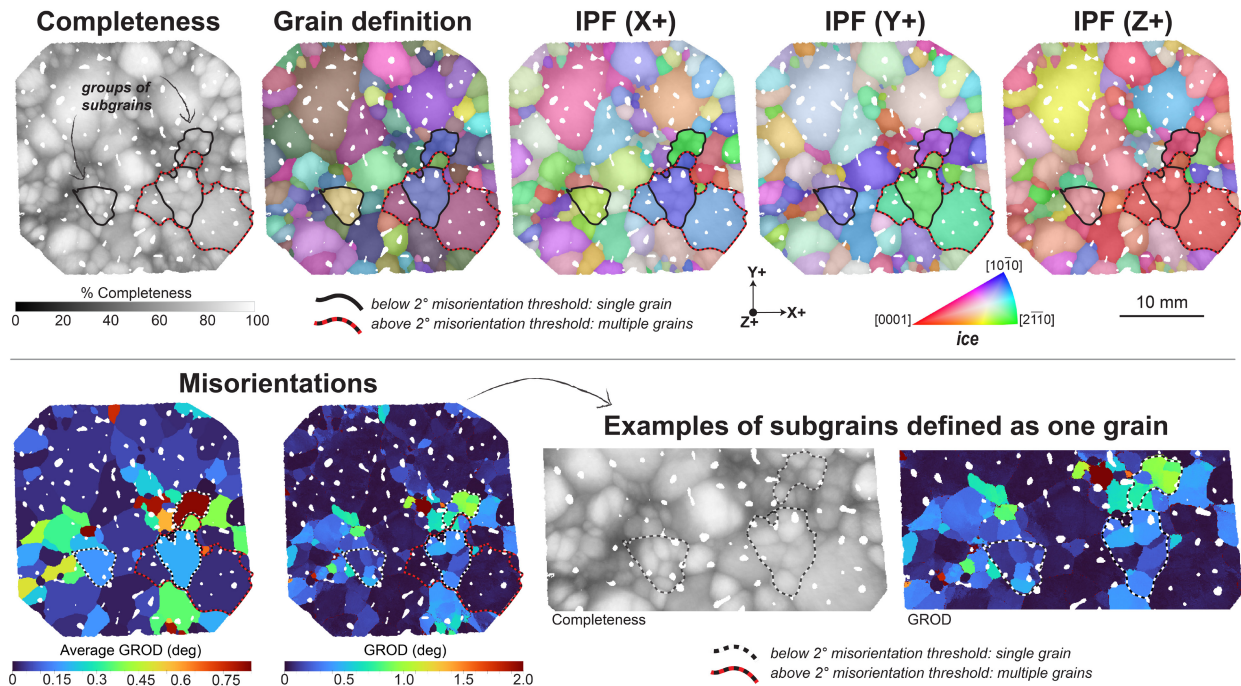 Completeness
Grain definition
IPF (X+)
IPF (Y+)
IPF (Z+)
groups of
subgrains
% Completeness
0 20 40 60 80 100
below 2° misorientation threshold: single grain
above 2° misorientation threshold: multiple grains
Y+
X+
Z+
[101̄0]
[0001]
[21̄1̄0]
ice
10 mm
Misorientations
Examples of subgrains defined as one grain
Average GROD (deg)
0 0.15 0.45 0.75
GROD (deg)
0 0.5 1.0 1.5 2.0
Completeness
GROD
below 2° misorientation threshold: single grain
above 2° misorientation threshold: multiple grains